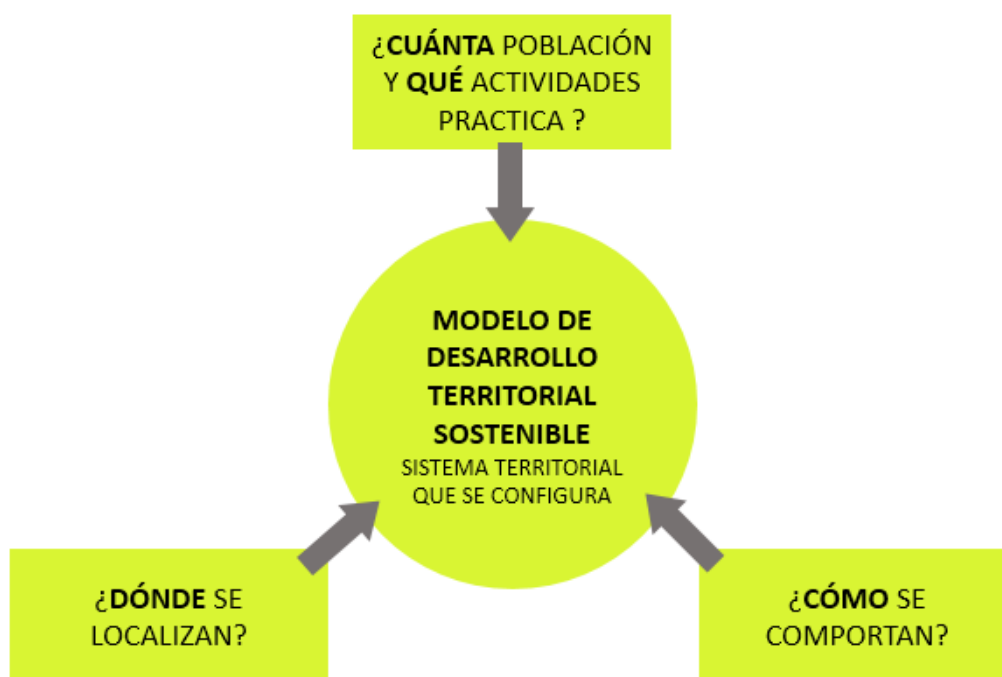 ¿CUÁNTA POBLACIÓN
Y QUÉ ACTIVIDADES
PRACTICA ?
MODELO DE
DESARROLLO
TERRITORIAL
SOSTENIBLE
SISTEMA TERRITORIAL
QUE SE CONFIGURA
¿DÓNDE SE
LOCALIZAN?
¿CÓMO SE
COMPORTAN?